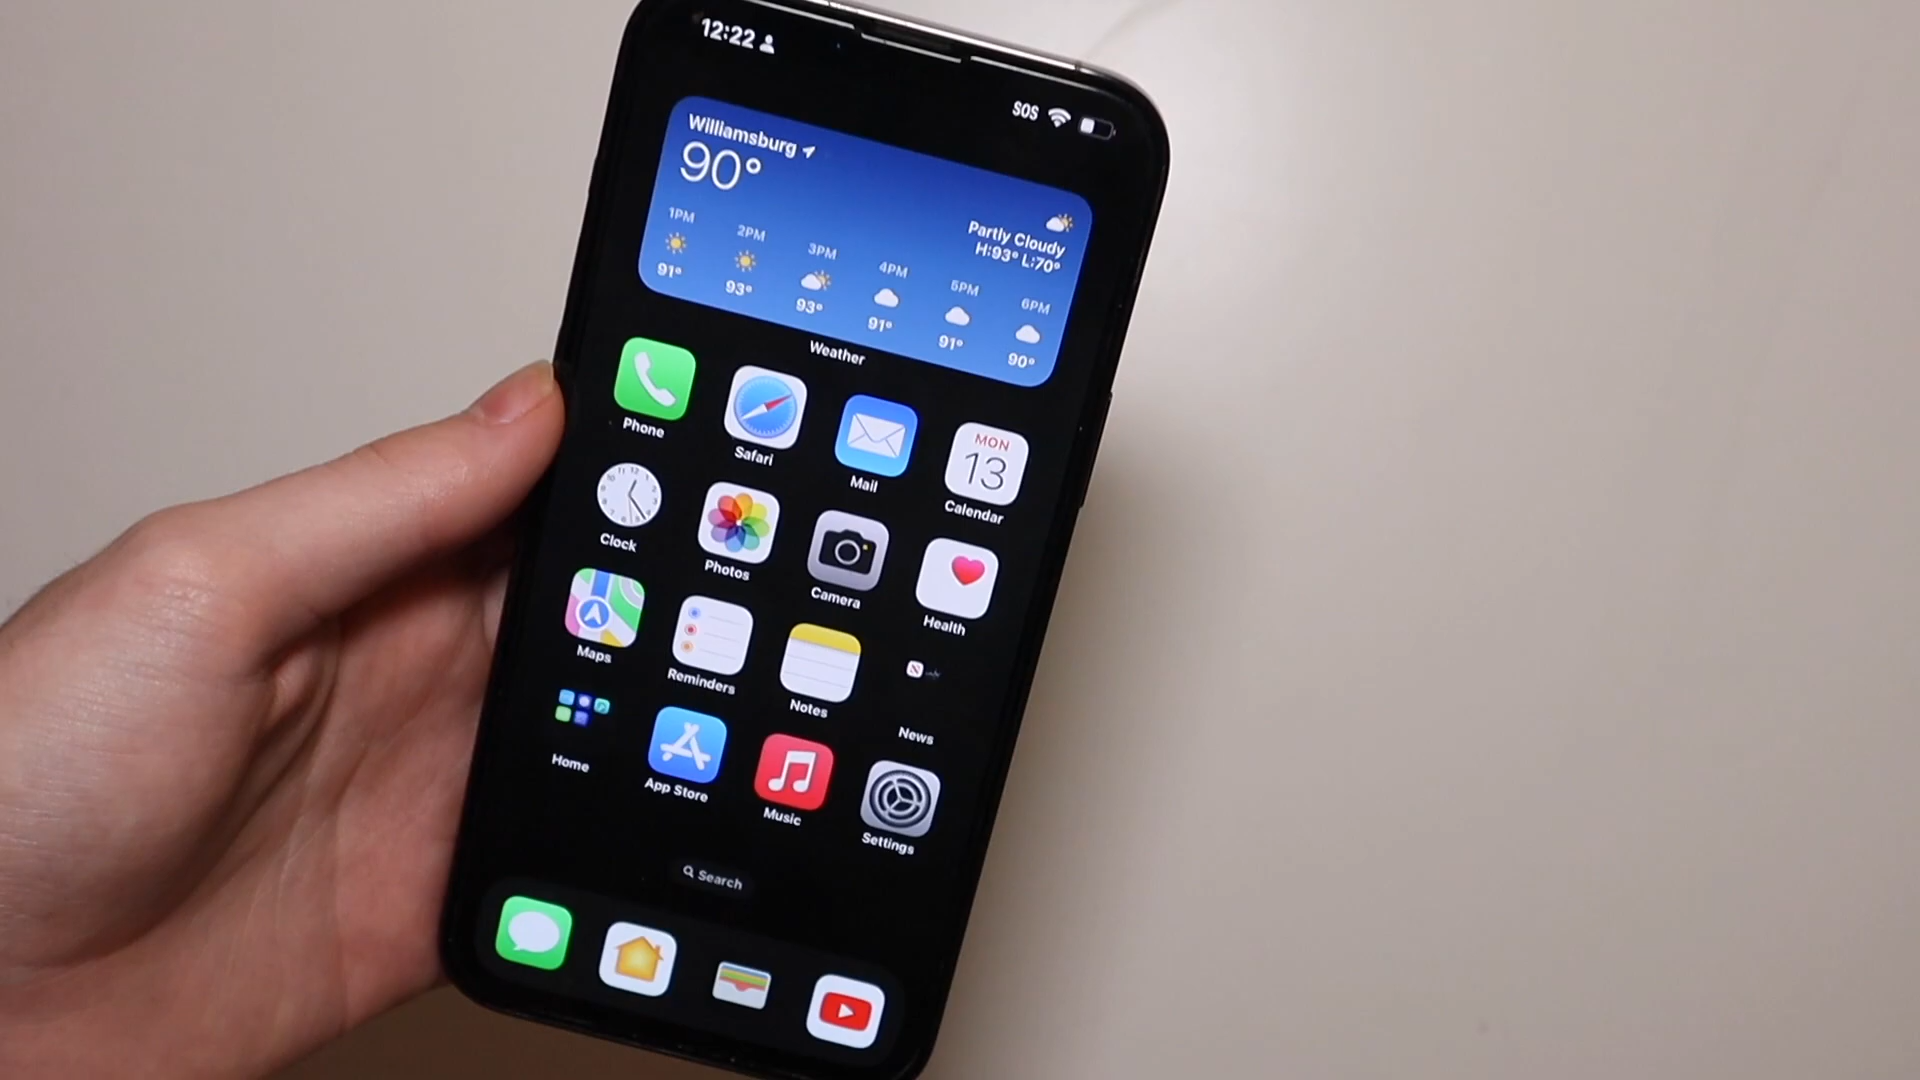 12:22
SOS
Williamsburg
90°
Partly Cloudy
H:93° L:70°
1PM 2PM 3PM 4PM 5PM 6PM
91° 93° 93° 91° 91° 90°
Weather
Phone Safari Mail
MON
13
Calendar
Clock Photos Camera Health
Maps Reminders Notes News
Home App Store Music Settings
Search